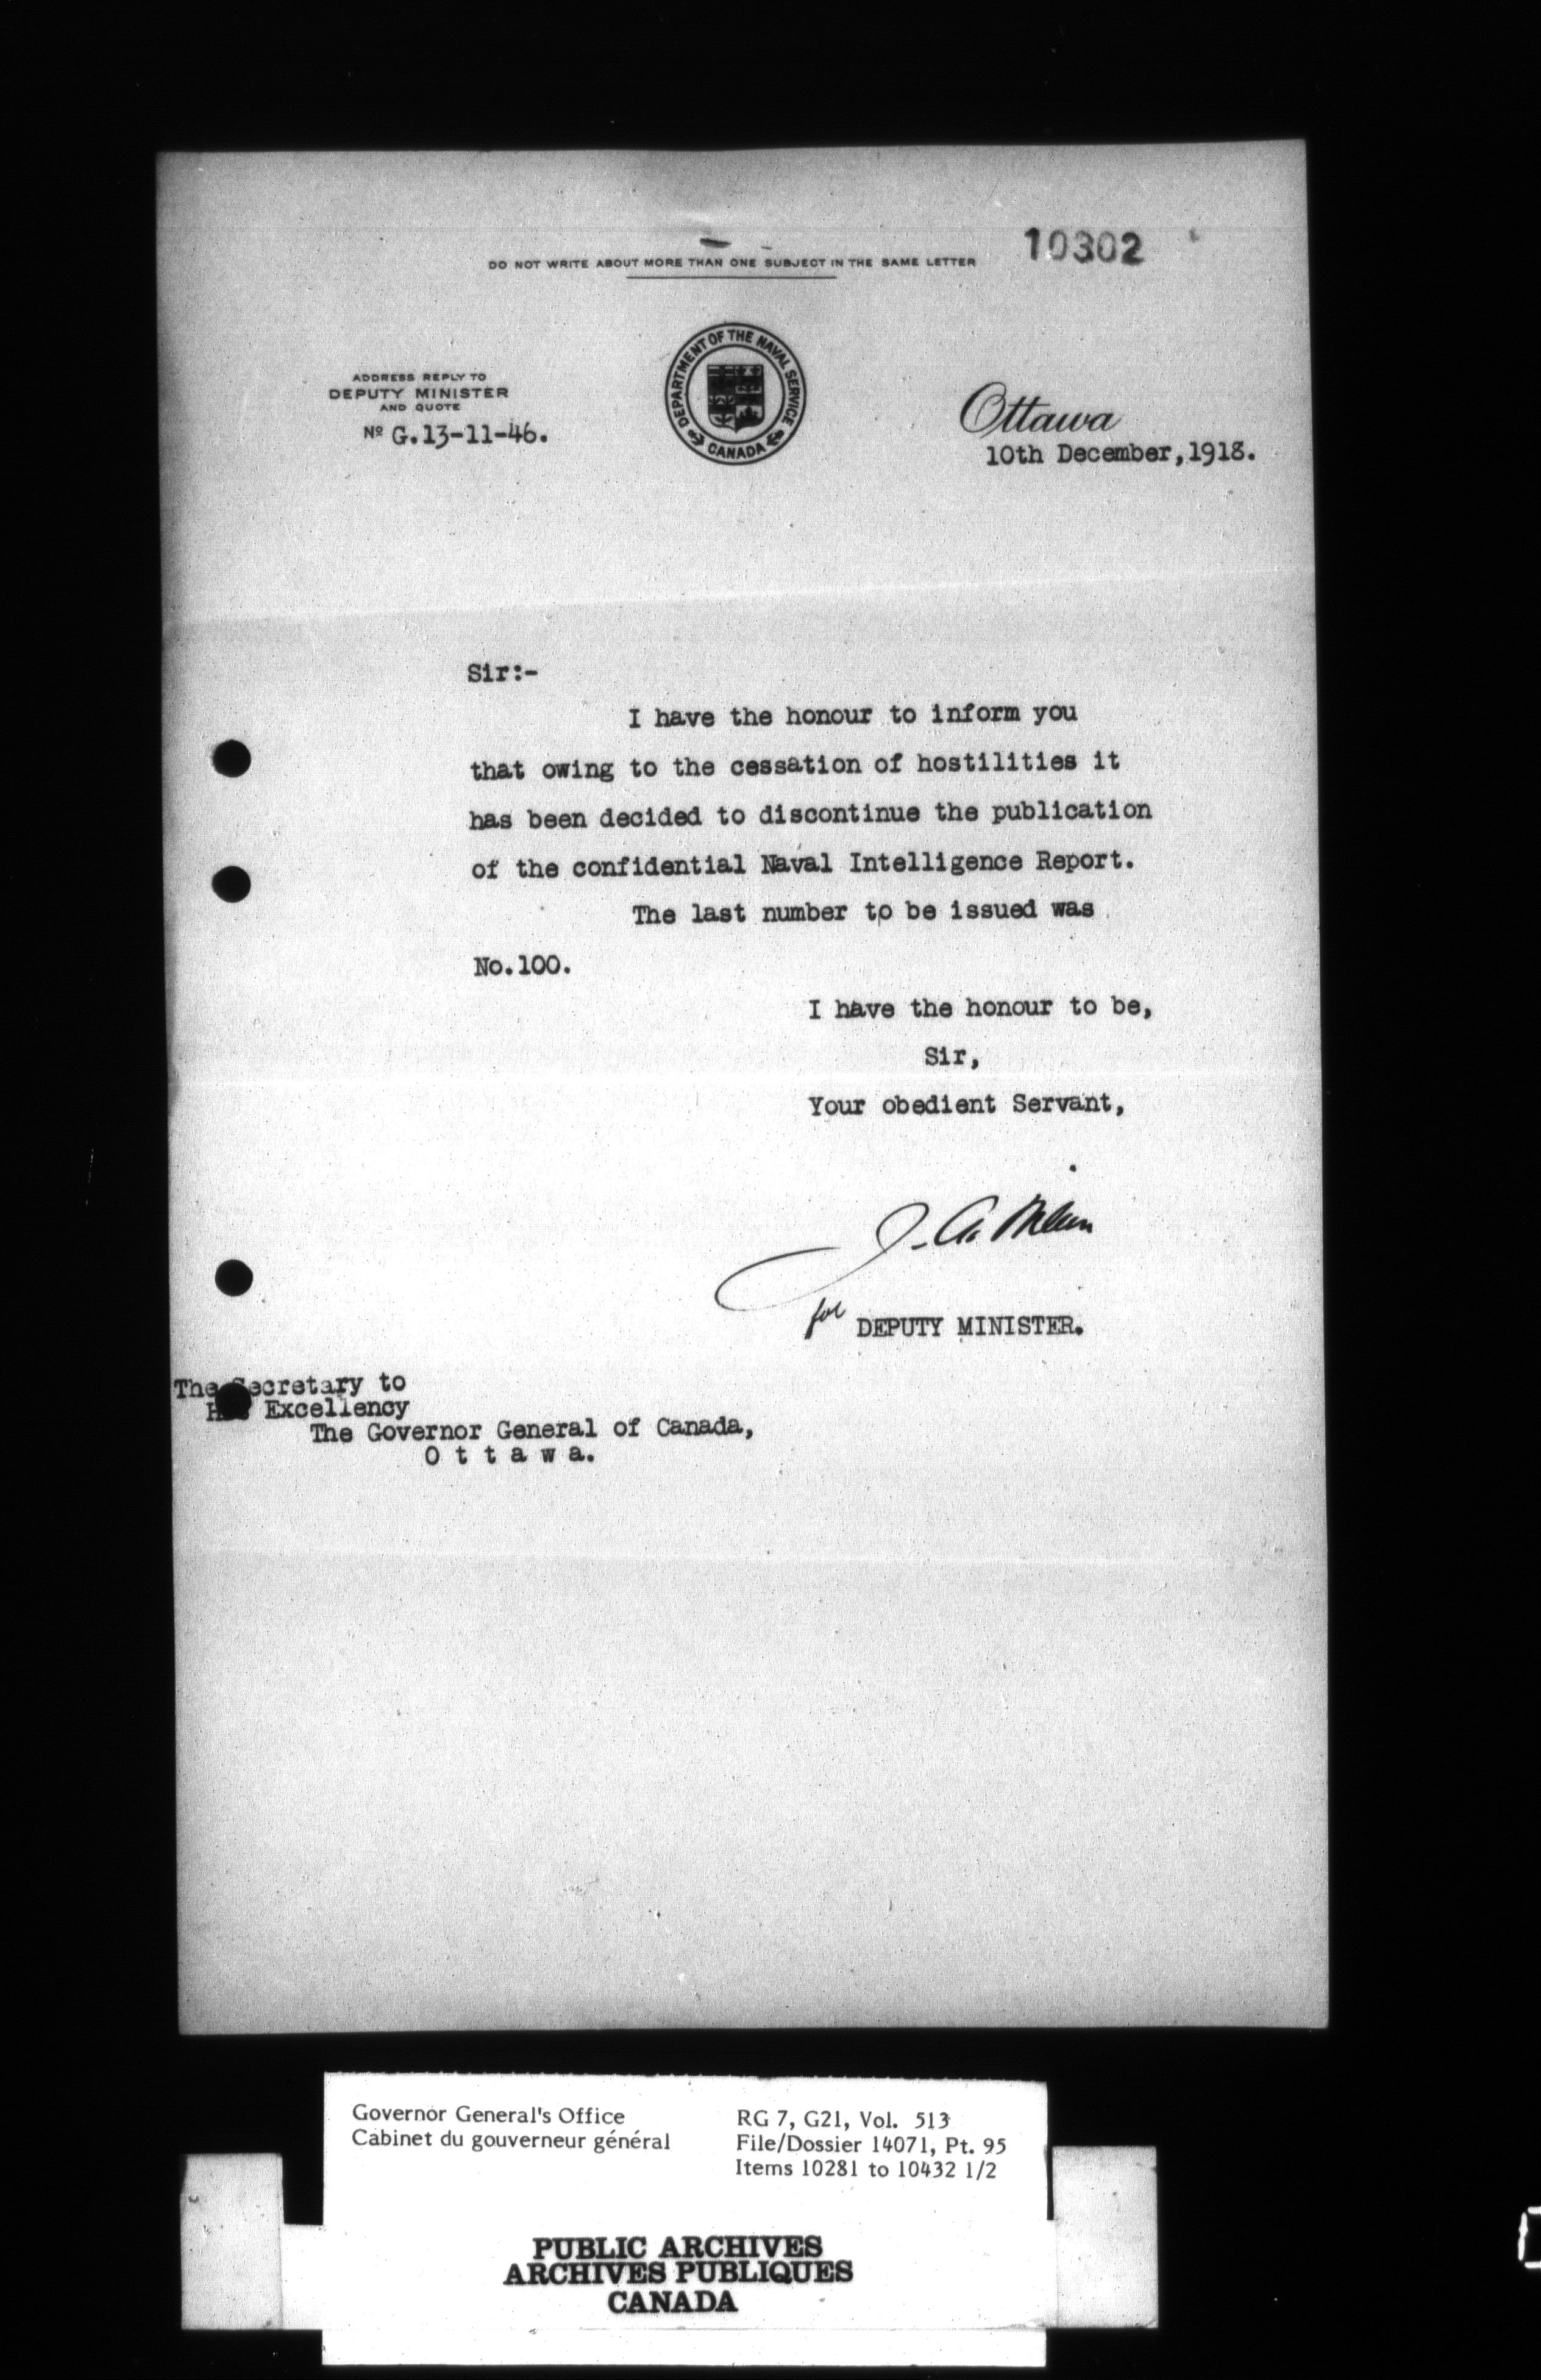 10302
DO NOT WRITE ABOUT MORE THAN ONE SUBJECT IN THE SAME LETTER
DEPARTMENT OF THE NAVAL SERVICE
CANADA
ADDRESS REPLY TO
DEPUTY MINISTER
AND QUOTE
Nº G.13-11-46.
Ottawa
10th December, 1918.
Sir:-
I have the honour to inform you
that owing to the cessation of hostilities it
has been decided to discontinue the publication
of the confidential Naval Intelligence Report.
The last number to be issued was
No.100.
I have the honour to be,
Sir,
Your obedient Servant,
J. A.
for DEPUTY MINISTER.
The Secretary to
His Excellency
The Governor General of Canada,
O t t a w a.
Governor General's Office
Cabinet du gouverneur général
RG 7, G21, Vol. 513
File/Dossier 14071, Pt. 95
Items 10281 to 10432 1/2
PUBLIC ARCHIVES
ARCHIVES PUBLIQUES
CANADA